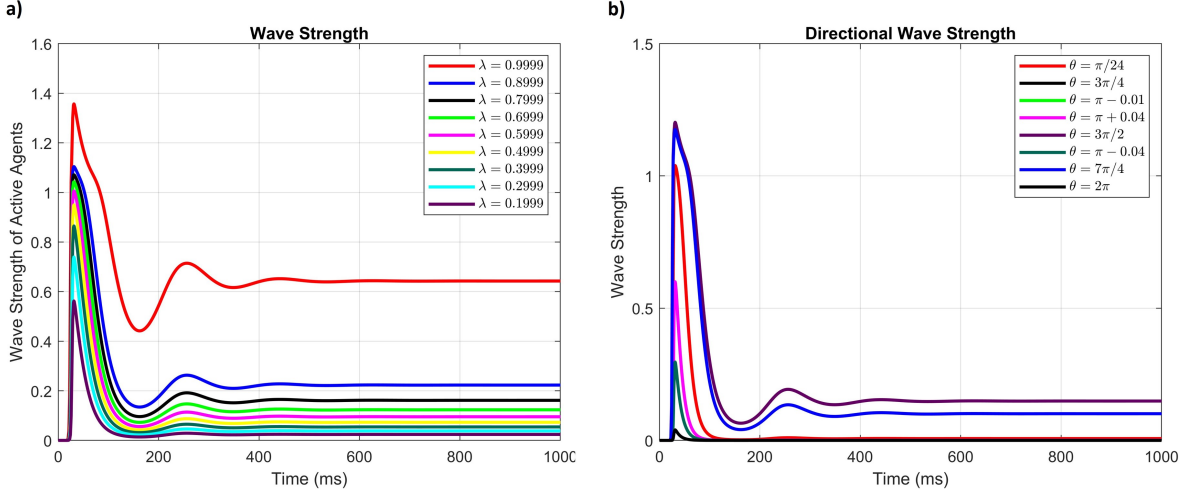 a)
Wave Strength
1.6
1.4
1.2
1
0.8
0.6
0.4
0.2
0
0 200 400 600 800 1000
Wave Strength of Active Agents
Time (ms)
λ = 0.9999
λ = 0.8999
λ = 0.7999
λ = 0.6999
λ = 0.5999
λ = 0.4999
λ = 0.3999
λ = 0.2999
λ = 0.1999
b)
Directional Wave Strength
1.5
1
0.5
0
0 200 400 600 800 1000
Wave Strength
Time (ms)
θ = π/24
θ = 3π/4
θ = π − 0.01
θ = π + 0.04
θ = 3π/2
θ = π − 0.04
θ = 7π/4
θ = 2π